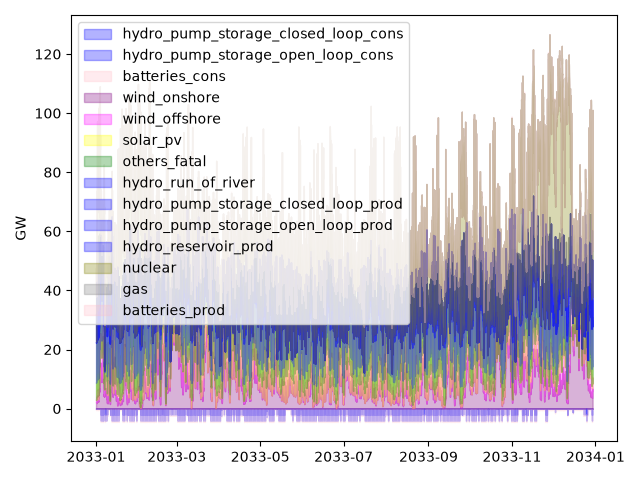 hydro_pump_storage_closed_loop_cons
hydro_pump_storage_open_loop_cons
batteries_cons
wind_onshore
wind_offshore
solar_pv
others_fatal
hydro_run_of_river
hydro_pump_storage_closed_loop_prod
hydro_pump_storage_open_loop_prod
hydro_reservoir_prod
nuclear
gas
batteries_prod
GW
120
100
80
60
40
20
0
2033-01
2033-03
2033-05
2033-07
2033-09
2033-11
2034-01